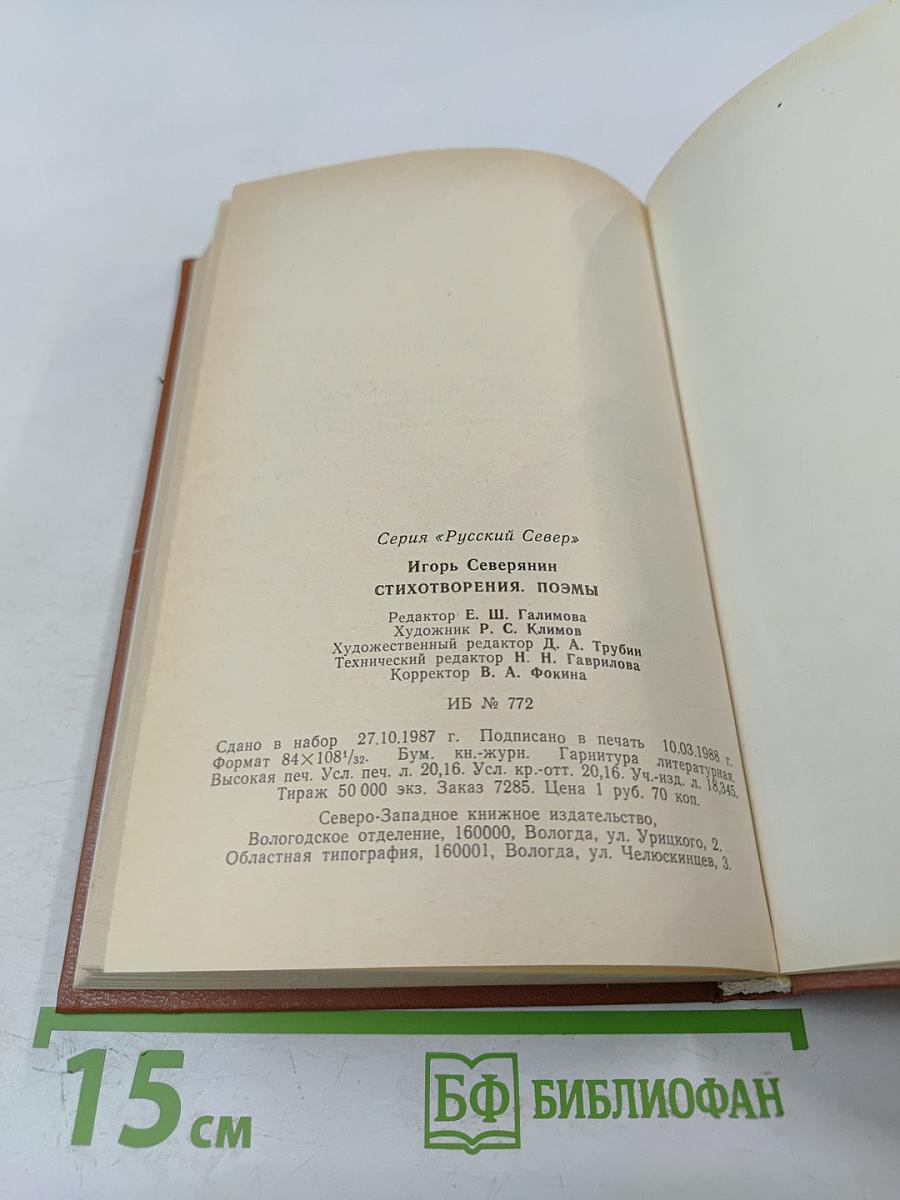 Серия «Русский Север»
Игорь Северянин
СТИХОТВОРЕНИЯ. ПОЭМЫ
Редактор Е. Ш. Галимова
Художник Р. С. Климов
Художественный редактор Д. А. Трубин
Технический редактор Н. Н. Гаврилова
Корректор В. А. Фокина
ИБ № 772
Сдано в набор 27.10.1987 г. Подписано в печать 10.03.1988 г.
Формат 84×108¹/₃₂. Бум. кн.-журн. Гарнитура литературная.
Высокая печ. Усл. печ. л. 20,16. Усл. кр.-отт. 20,16. Уч.-изд. л. 18,345.
Тираж 50 000 экз. Заказ 7285. Цена 1 руб. 70 коп.
Северо-Западное книжное издательство,
Вологодское отделение, 160000, Вологда, ул. Урицкого, 2.
Областная типография, 160001, Вологда, ул. Челюскинцев, 3.
15 см
БФ БИБЛИОФАН